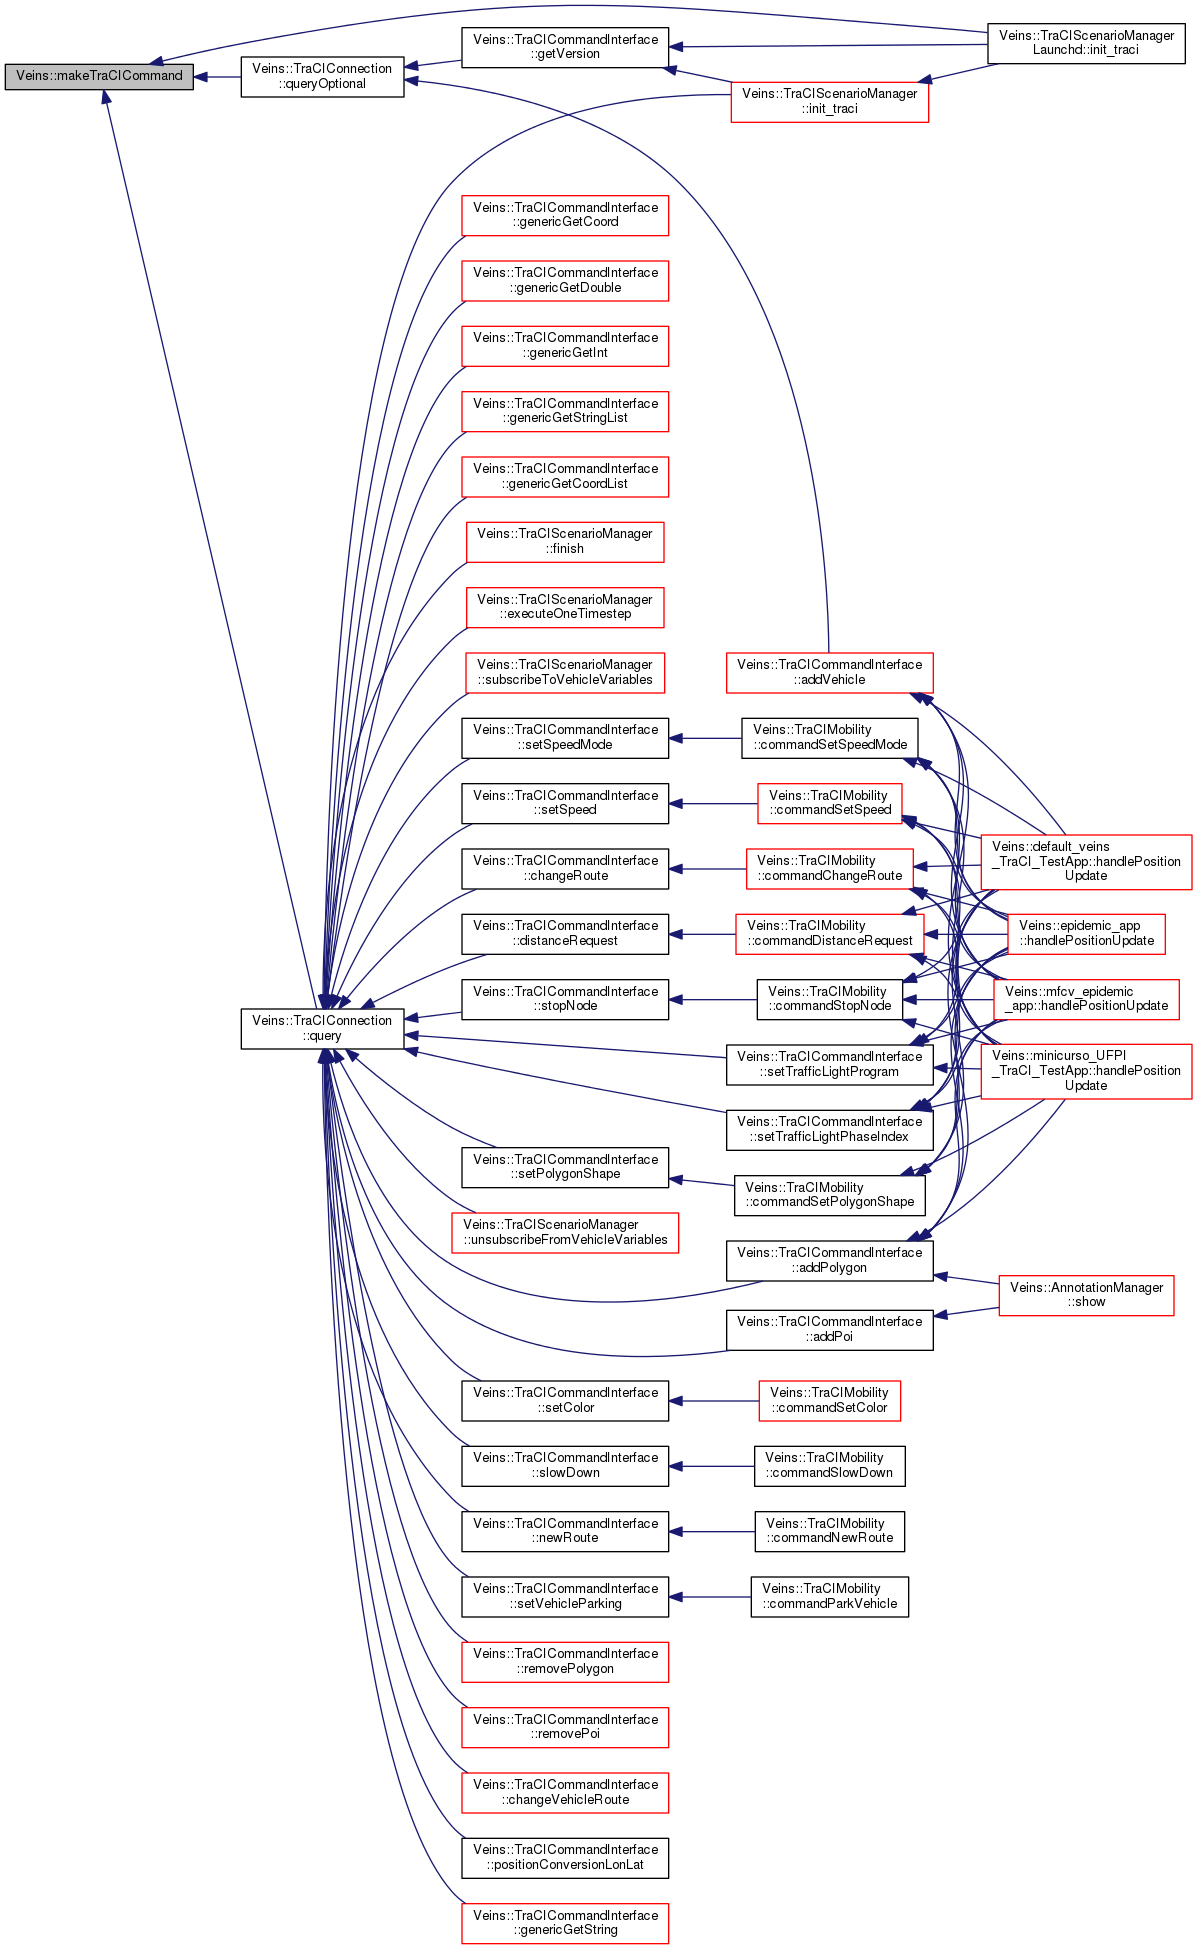 Veins::makeTraCICommand
Veins::TraCIConnection
::queryOptional
Veins::TraCICommandInterface
::getVersion
Veins::TraCIScenarioManager
Launchd::init_traci
Veins::TraCIScenarioManager
::init_traci
Veins::TraCICommandInterface
::genericGetCoord
Veins::TraCICommandInterface
::genericGetDouble
Veins::TraCICommandInterface
::genericGetInt
Veins::TraCICommandInterface
::genericGetStringList
Veins::TraCICommandInterface
::genericGetCoordList
Veins::TraCIScenarioManager
::finish
Veins::TraCIScenarioManager
::executeOneTimestep
Veins::TraCIScenarioManager
::subscribeToVehicleVariables
Veins::TraCICommandInterface
::addVehicle
Veins::TraCICommandInterface
::setSpeedMode
Veins::TraCIMobility
::commandSetSpeedMode
Veins::TraCICommandInterface
::setSpeed
Veins::TraCIMobility
::commandSetSpeed
Veins::TraCICommandInterface
::changeRoute
Veins::TraCIMobility
::commandChangeRoute
Veins::default_veins
_TraCI_TestApp::handlePosition
Update
Veins::TraCICommandInterface
::distanceRequest
Veins::TraCIMobility
::commandDistanceRequest
Veins::epidemic_app
::handlePositionUpdate
Veins::TraCICommandInterface
::stopNode
Veins::TraCIMobility
::commandStopNode
Veins::mfcv_epidemic
_app::handlePositionUpdate
Veins::TraCIConnection
::query
Veins::TraCICommandInterface
::setTrafficLightProgram
Veins::minicurso_UFPI
_TraCI_TestApp::handlePosition
Update
Veins::TraCICommandInterface
::setTrafficLightPhaseIndex
Veins::TraCICommandInterface
::setPolygonShape
Veins::TraCIMobility
::commandSetPolygonShape
Veins::TraCIScenarioManager
::unsubscribeFromVehicleVariables
Veins::TraCICommandInterface
::addPolygon
Veins::AnnotationManager
::show
Veins::TraCICommandInterface
::addPoi
Veins::TraCICommandInterface
::setColor
Veins::TraCIMobility
::commandSetColor
Veins::TraCICommandInterface
::slowDown
Veins::TraCIMobility
::commandSlowDown
Veins::TraCICommandInterface
::newRoute
Veins::TraCIMobility
::commandNewRoute
Veins::TraCICommandInterface
::setVehicleParking
Veins::TraCIMobility
::commandParkVehicle
Veins::TraCICommandInterface
::removePolygon
Veins::TraCICommandInterface
::removePoi
Veins::TraCICommandInterface
::changeVehicleRoute
Veins::TraCICommandInterface
::positionConversionLonLat
Veins::TraCICommandInterface
::genericGetString